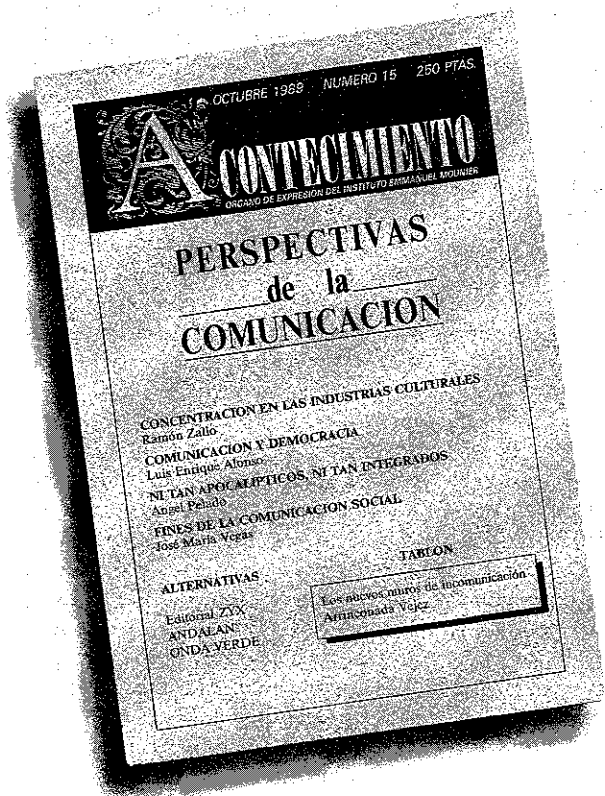 OCTUBRE 1989 NUMERO 15 250 PTAS.
ACONTECIMIENTO
ORGANO DE EXPRESION DEL INSTITUTO EMMANUEL MOUNIER
PERSPECTIVAS
de la
COMUNICACION
CONCENTRACION EN LAS INDUSTRIAS CULTURALES
Ramón Zallo
COMUNICACION Y DEMOCRACIA
Luis Enrique Alonso
NI TAN APOCALIPTICOS, NI TAN INTEGRADOS
Angel Peinado
FINES DE LA COMUNICACION SOCIAL
José María Vegas
ALTERNATIVAS
Editorial ZYX
ANDALAN
ONDA VERDE
TABLON
Los nuevos muros de incomunicación
Arrinconada Vejez